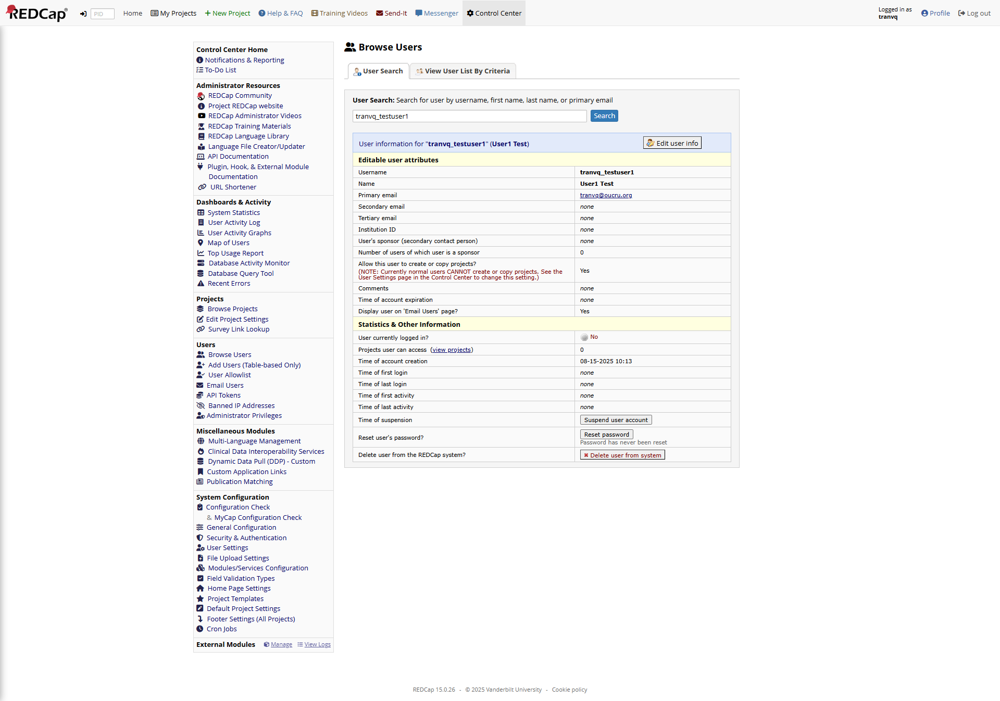 REDCap®
PID
Home
My Projects
New Project
Help & FAQ
Training Videos
Send-It
Messenger
Control Center
Logged in as
tranvq
Profile
Log out
Control Center Home
Notifications & Reporting
To-Do List
Administrator Resources
REDCap Community
Project REDCap website
REDCap Administrator Videos
REDCap Training Materials
REDCap Language Library
Language File Creator/Updater
API Documentation
Plugin, Hook, & External Module
Documentation
URL Shortener
Dashboards & Activity
System Statistics
User Activity Log
User Activity Graphs
Map of Users
Top Usage Report
Database Activity Monitor
Database Query Tool
Recent Errors
Projects
Browse Projects
Edit Project Settings
Survey Link Lookup
Users
Browse Users
Add Users (Table-based Only)
User Allowlist
Email Users
API Tokens
Banned IP Addresses
Administrator Privileges
Miscellaneous Modules
Multi-Language Management
Clinical Data Interoperability Services
Dynamic Data Pull (DDP) - Custom
Custom Application Links
Publication Matching
System Configuration
Configuration Check
& MyCap Configuration Check
General Configuration
Security & Authentication
User Settings
File Upload Settings
Modules/Services Configuration
Field Validation Types
Home Page Settings
Project Templates
Default Project Settings
Footer Settings (All Projects)
Cron Jobs
External Modules Manage View Logs
Browse Users
User Search
View User List By Criteria
User Search: Search for user by username, first name, last name, or primary email
tranvq_testuser1 Search
User information for "tranvq_testuser1" (User1 Test) Edit user info
Editable user attributes
Username tranvq_testuser1
Name User1 Test
Primary email tranvq@oucru.org
Secondary email none
Tertiary email none
Institution ID none
User's sponsor (secondary contact person) none
Number of users of which user is a sponsor 0
Allow this user to create or copy projects?
(NOTE: Currently normal users CANNOT create or copy projects. See the
User Settings page in the Control Center to change this setting.)
Yes
Comments none
Time of account expiration none
Display user on 'Email Users' page? Yes
Statistics & Other Information
User currently logged in? No
Projects user can access (view projects) 0
Time of account creation 08-15-2025 10:13
Time of first login none
Time of last login none
Time of first activity none
Time of last activity none
Time of suspension Suspend user account
Reset user's password? Reset password
Password has never been reset
Delete user from the REDCap system? Delete user from system
REDCap 15.0.26 - © 2025 Vanderbilt University - Cookie policy